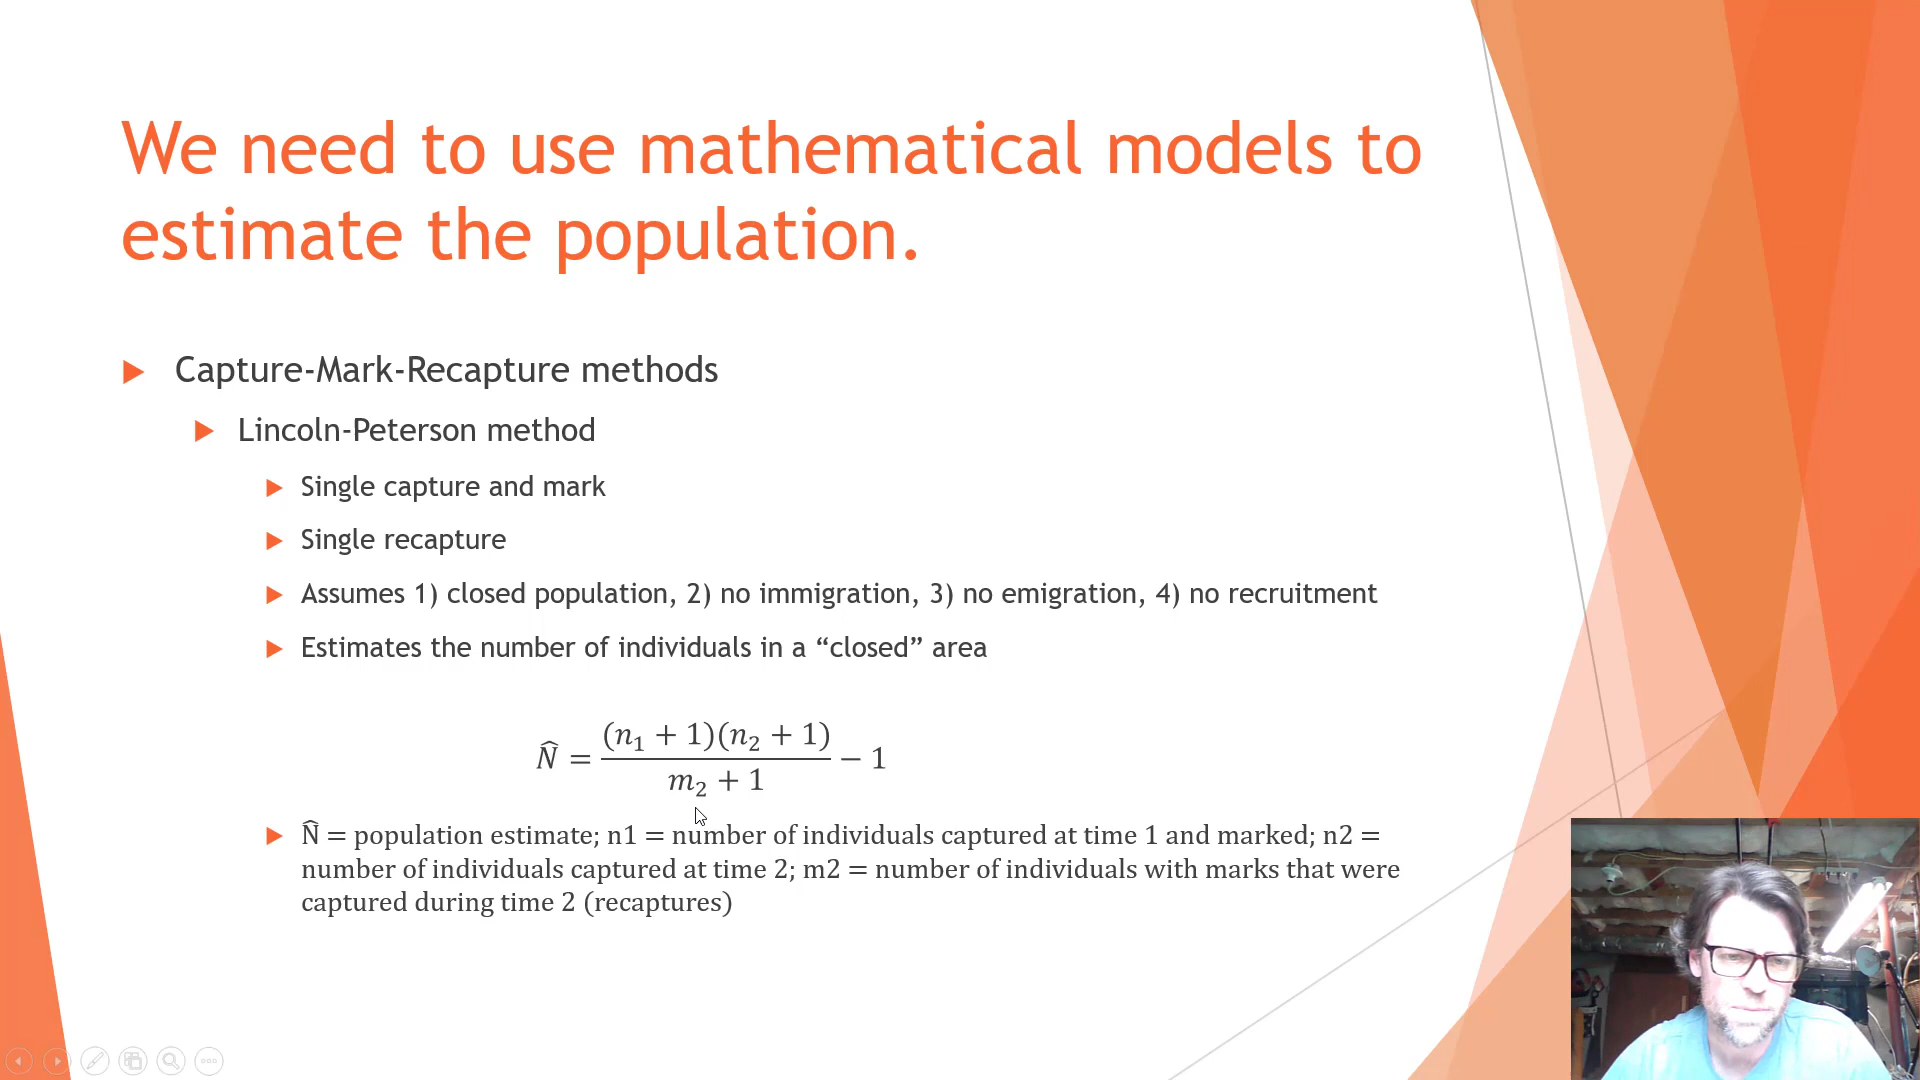 We need to use mathematical models to
estimate the population.
Capture-Mark-Recapture methods
Lincoln-Peterson method
Single capture and mark
Single recapture
Assumes 1) closed population, 2) no immigration, 3) no emigration, 4) no recruitment
Estimates the number of individuals in a “closed” area
N̂ = (n₁ + 1)(n₂ + 1) / (m₂ + 1) − 1
N̂ = population estimate; n1 = number of individuals captured at time 1 and marked; n2 =
number of individuals captured at time 2; m2 = number of individuals with marks that were
captured during time 2 (recaptures)